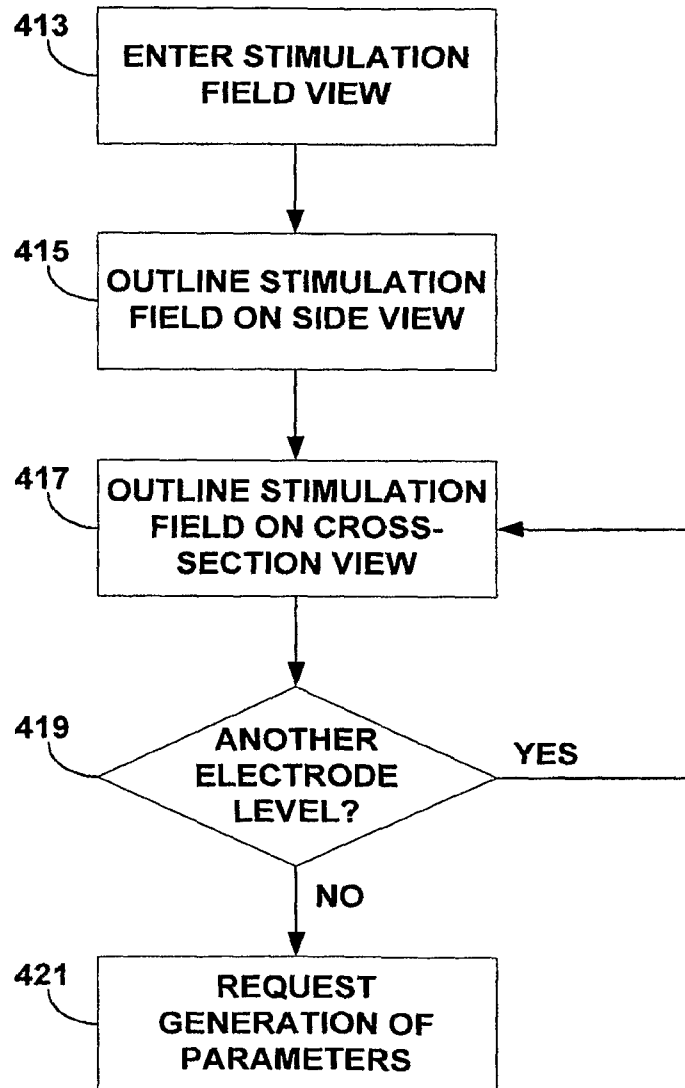 413
ENTER STIMULATION
FIELD VIEW
415
OUTLINE STIMULATION
FIELD ON SIDE VIEW
417
OUTLINE STIMULATION
FIELD ON CROSS-
SECTION VIEW
419
ANOTHER
ELECTRODE
LEVEL?
YES
NO
421
REQUEST
GENERATION OF
PARAMETERS